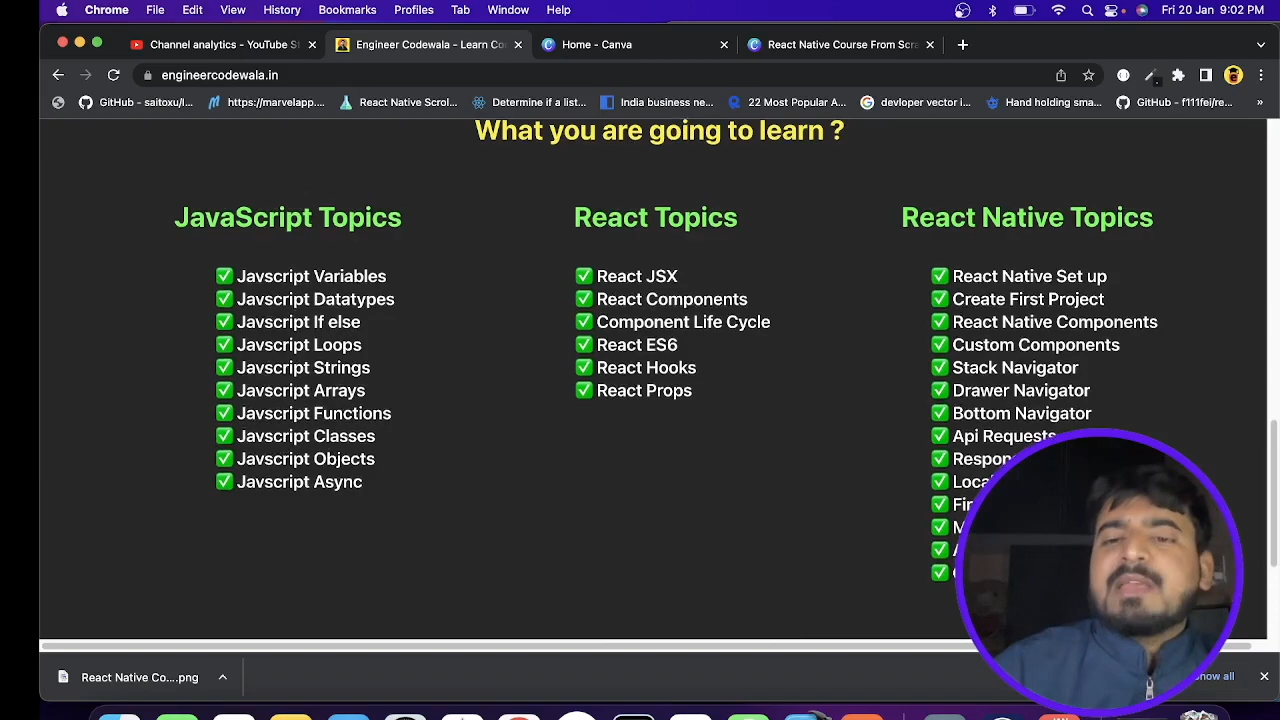 Chrome File Edit View History Bookmarks Profiles Tab Window Help Fri 20 Jan 9:02 PM
Channel analytics - YouTube St Engineer Codewala - Learn Co Home - Canva React Native Course From Scra
engineercodewala.in
GitHub - saitoxu/I... https://marvelapp.... React Native Scrol... Determine if a list... India business ne... 22 Most Popular A... devloper vector i... Hand holding sma... GitHub - f111fei/re... »
What you are going to learn ?
JavaScript Topics
Javscript Variables
Javscript Datatypes
Javscript If else
Javscript Loops
Javscript Strings
Javscript Arrays
Javscript Functions
Javscript Classes
Javscript Objects
Javscript Async
React Topics
React JSX
React Components
Component Life Cycle
React ES6
React Hooks
React Props
React Native Topics
React Native Set up
Create First Project
React Native Components
Custom Components
Stack Navigator
Drawer Navigator
Bottom Navigator
Api Requests
React Native Co....png